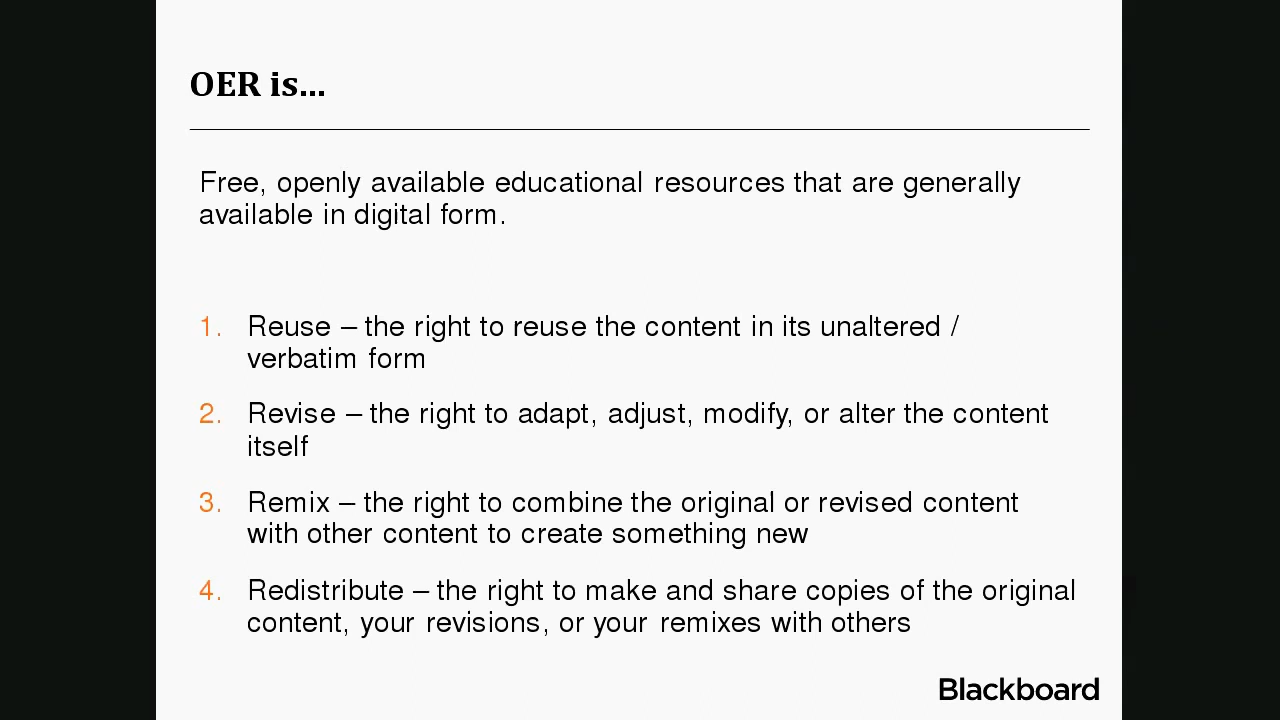 OER is...
Free, openly available educational resources that are generally
available in digital form.
1. Reuse – the right to reuse the content in its unaltered /
verbatim form
2. Revise – the right to adapt, adjust, modify, or alter the content
itself
3. Remix – the right to combine the original or revised content
with other content to create something new
4. Redistribute – the right to make and share copies of the original
content, your revisions, or your remixes with others
Blackboard